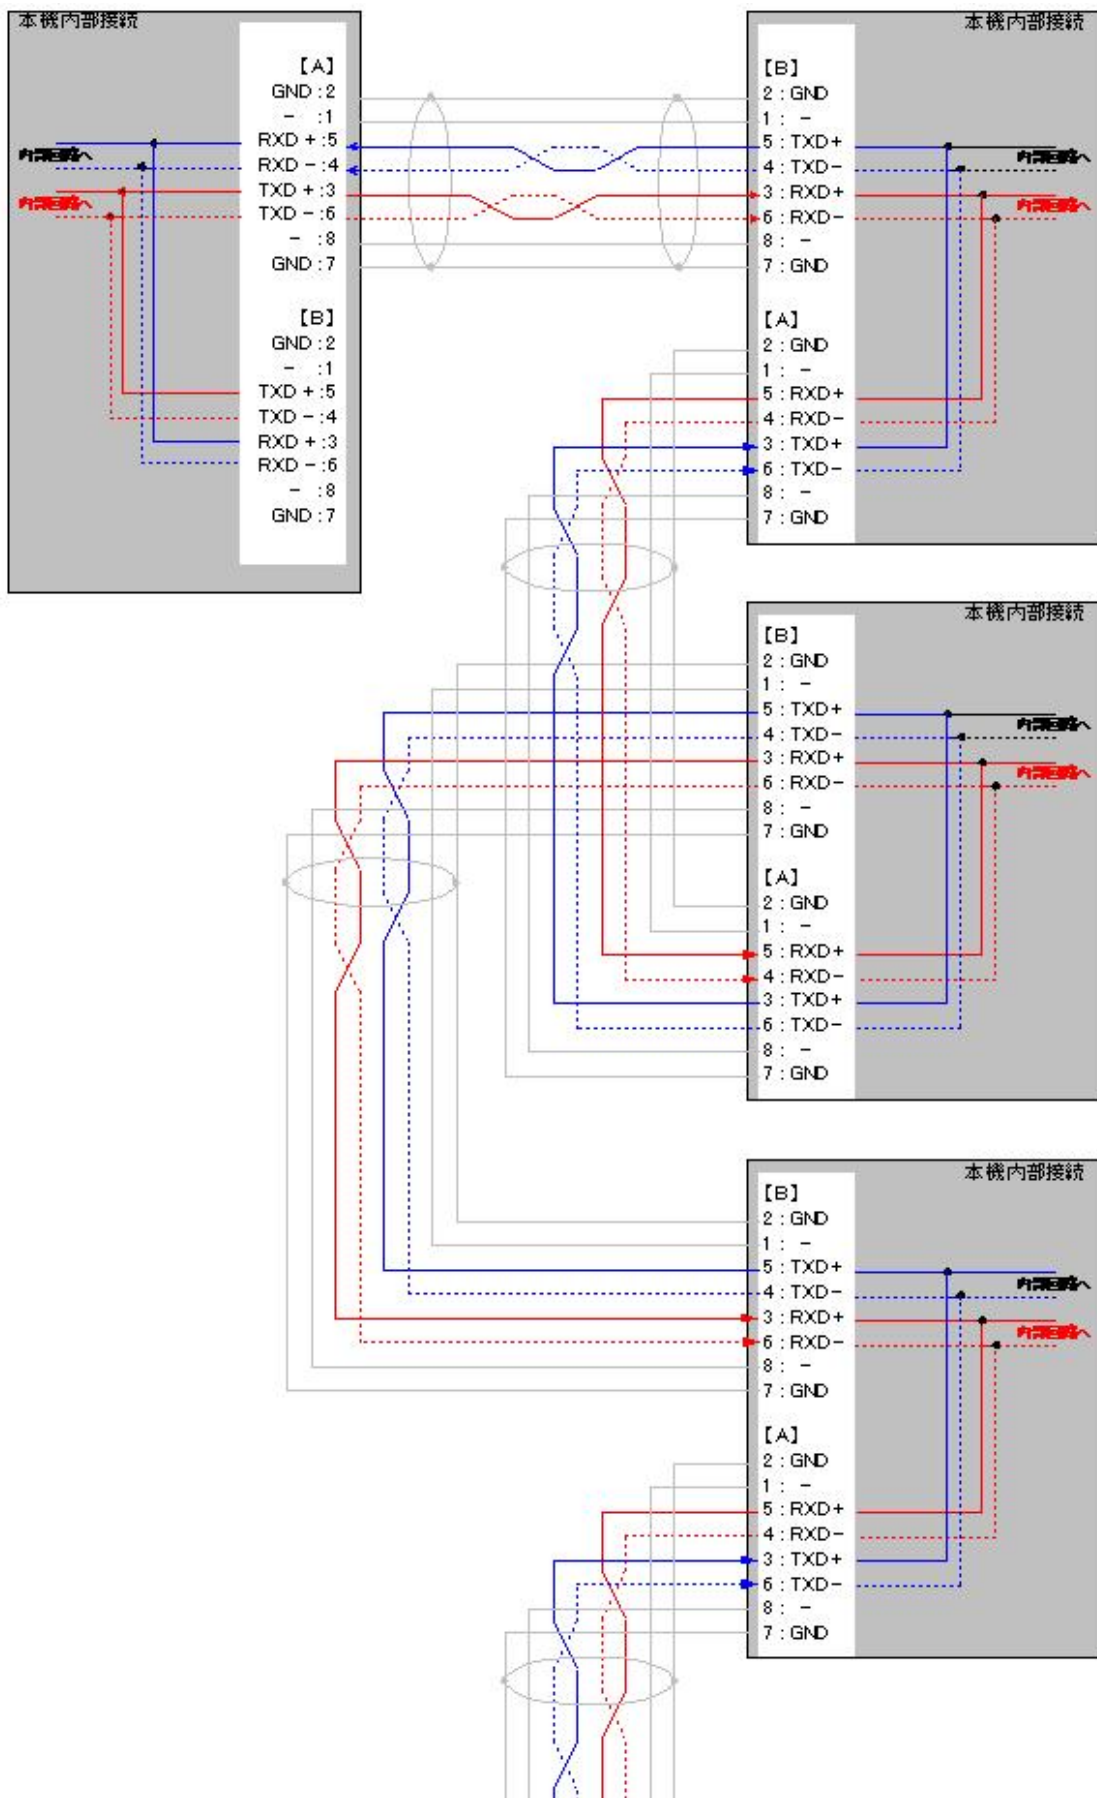 本機内部接続
【A】
GND:2
- :1
RXD+:5
RXD-:4
TXD+:3
TXD-:6
- :8
GND:7
内部回路へ
内部回路へ
【B】
GND:2
- :1
TXD+:5
TXD-:4
RXD+:3
RXD-:6
- :8
GND:7
本機内部接続
【B】
2:GND
1: -
5:TXD+
4:TXD-
3:RXD+
6:RXD-
8: -
7:GND
内部回路へ
内部回路へ
【A】
2:GND
1: -
5:RXD+
4:RXD-
3:TXD+
6:TXD-
8: -
7:GND
本機内部接続
【B】
2:GND
1: -
5:TXD+
4:TXD-
3:RXD+
6:RXD-
8: -
7:GND
内部回路へ
内部回路へ
【A】
2:GND
1: -
5:RXD+
4:RXD-
3:TXD+
6:TXD-
8: -
7:GND
本機内部接続
【B】
2:GND
1: -
5:TXD+
4:TXD-
3:RXD+
6:RXD-
8: -
7:GND
内部回路へ
内部回路へ
【A】
2:GND
1: -
5:RXD+
4:RXD-
3:TXD+
6:TXD-
8: -
7:GND